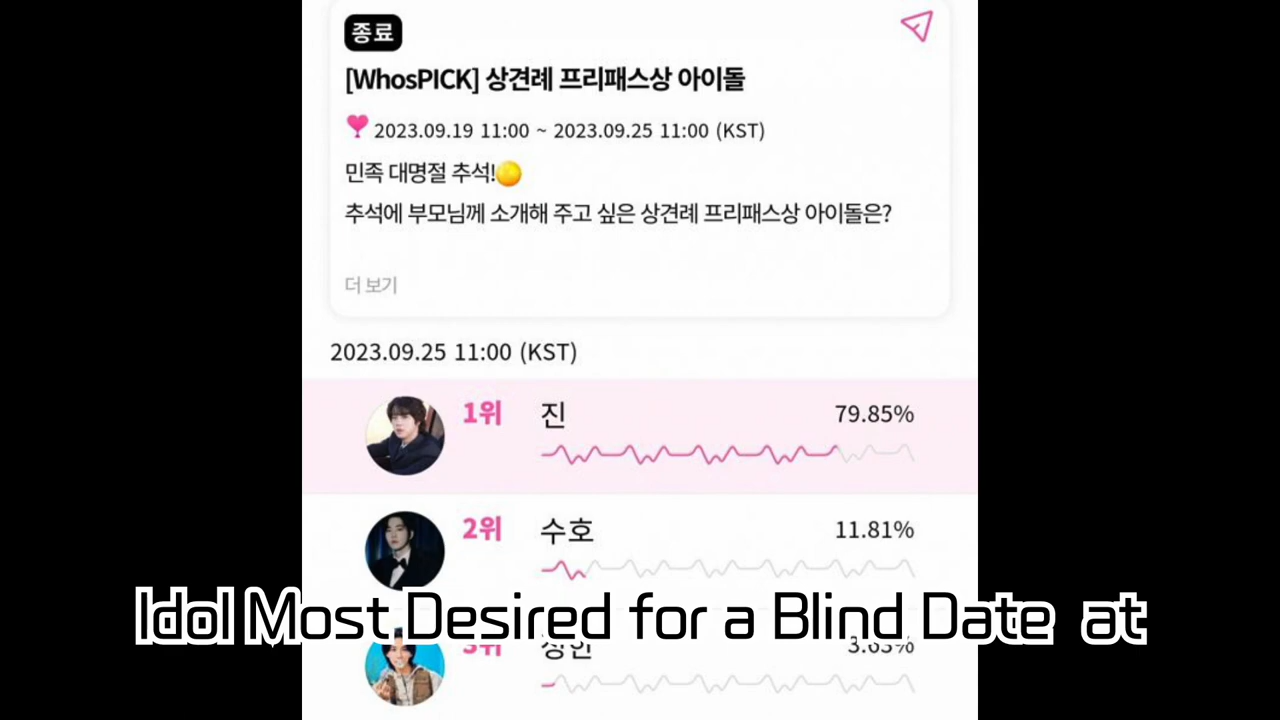 종료
[WhosPICK] 상견례 프리패스상 아이돌
2023.09.19 11:00 ~ 2023.09.25 11:00 (KST)
민족 대명절 추석!
추석에 부모님께 소개해 주고 싶은 상견례 프리패스상 아이돌은?
더 보기
2023.09.25 11:00 (KST)
1위 진 79.85%
2위 수호 11.81%
Idol Most Desired for a Blind Date at
3위